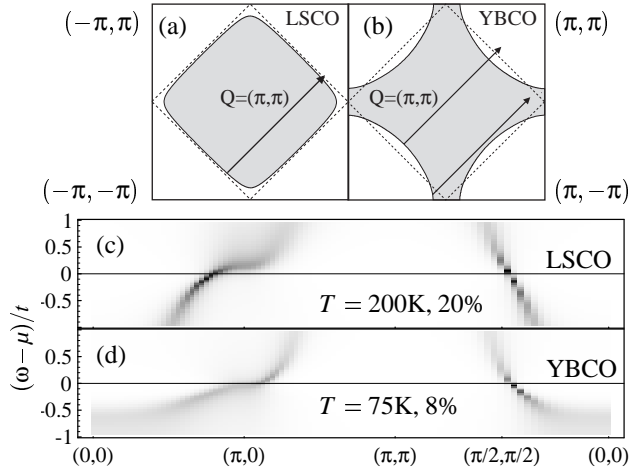 (−π,π) (a) LSCO (b) YBCO (π,π)
Q=(π,π) Q=(π,π)
(−π,−π) (π,−π)
1
(c)
0.5
LSCO
0
-0.5
T = 200K, 20%
(d)
0.5
YBCO
0
T = 75K, 8%
-0.5
-1
(ω−μ)/t
(0,0) (π,0) (π,π) (π/2,π/2) (0,0)